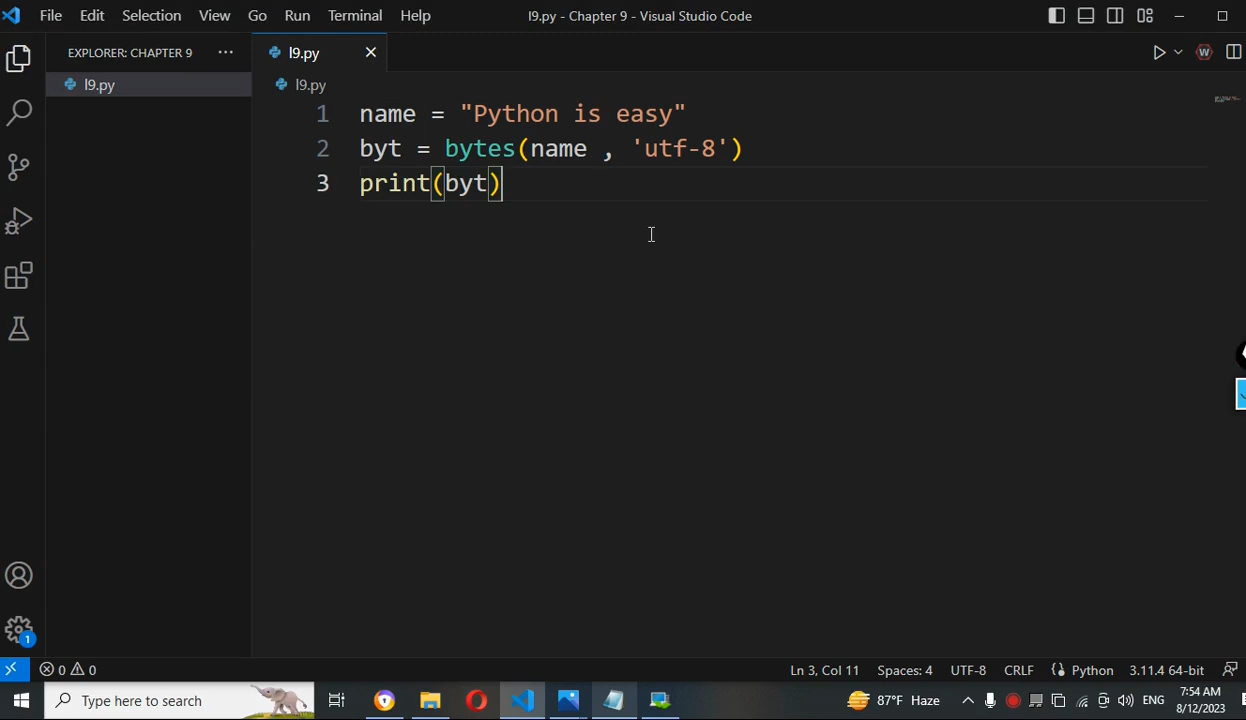 File Edit Selection View Go Run Terminal Help l9.py - Chapter 9 - Visual Studio Code
EXPLORER: CHAPTER 9 ...
l9.py
l9.py
l9.py
1 name = "Python is easy"
2 byt = bytes(name , 'utf-8')
3 print(byt)
W
1
0 0 Ln 3, Col 11 Spaces: 4 UTF-8 CRLF Python 3.11.4 64-bit
Type here to search
87°F Haze
ENG
7:54 AM
8/12/2023